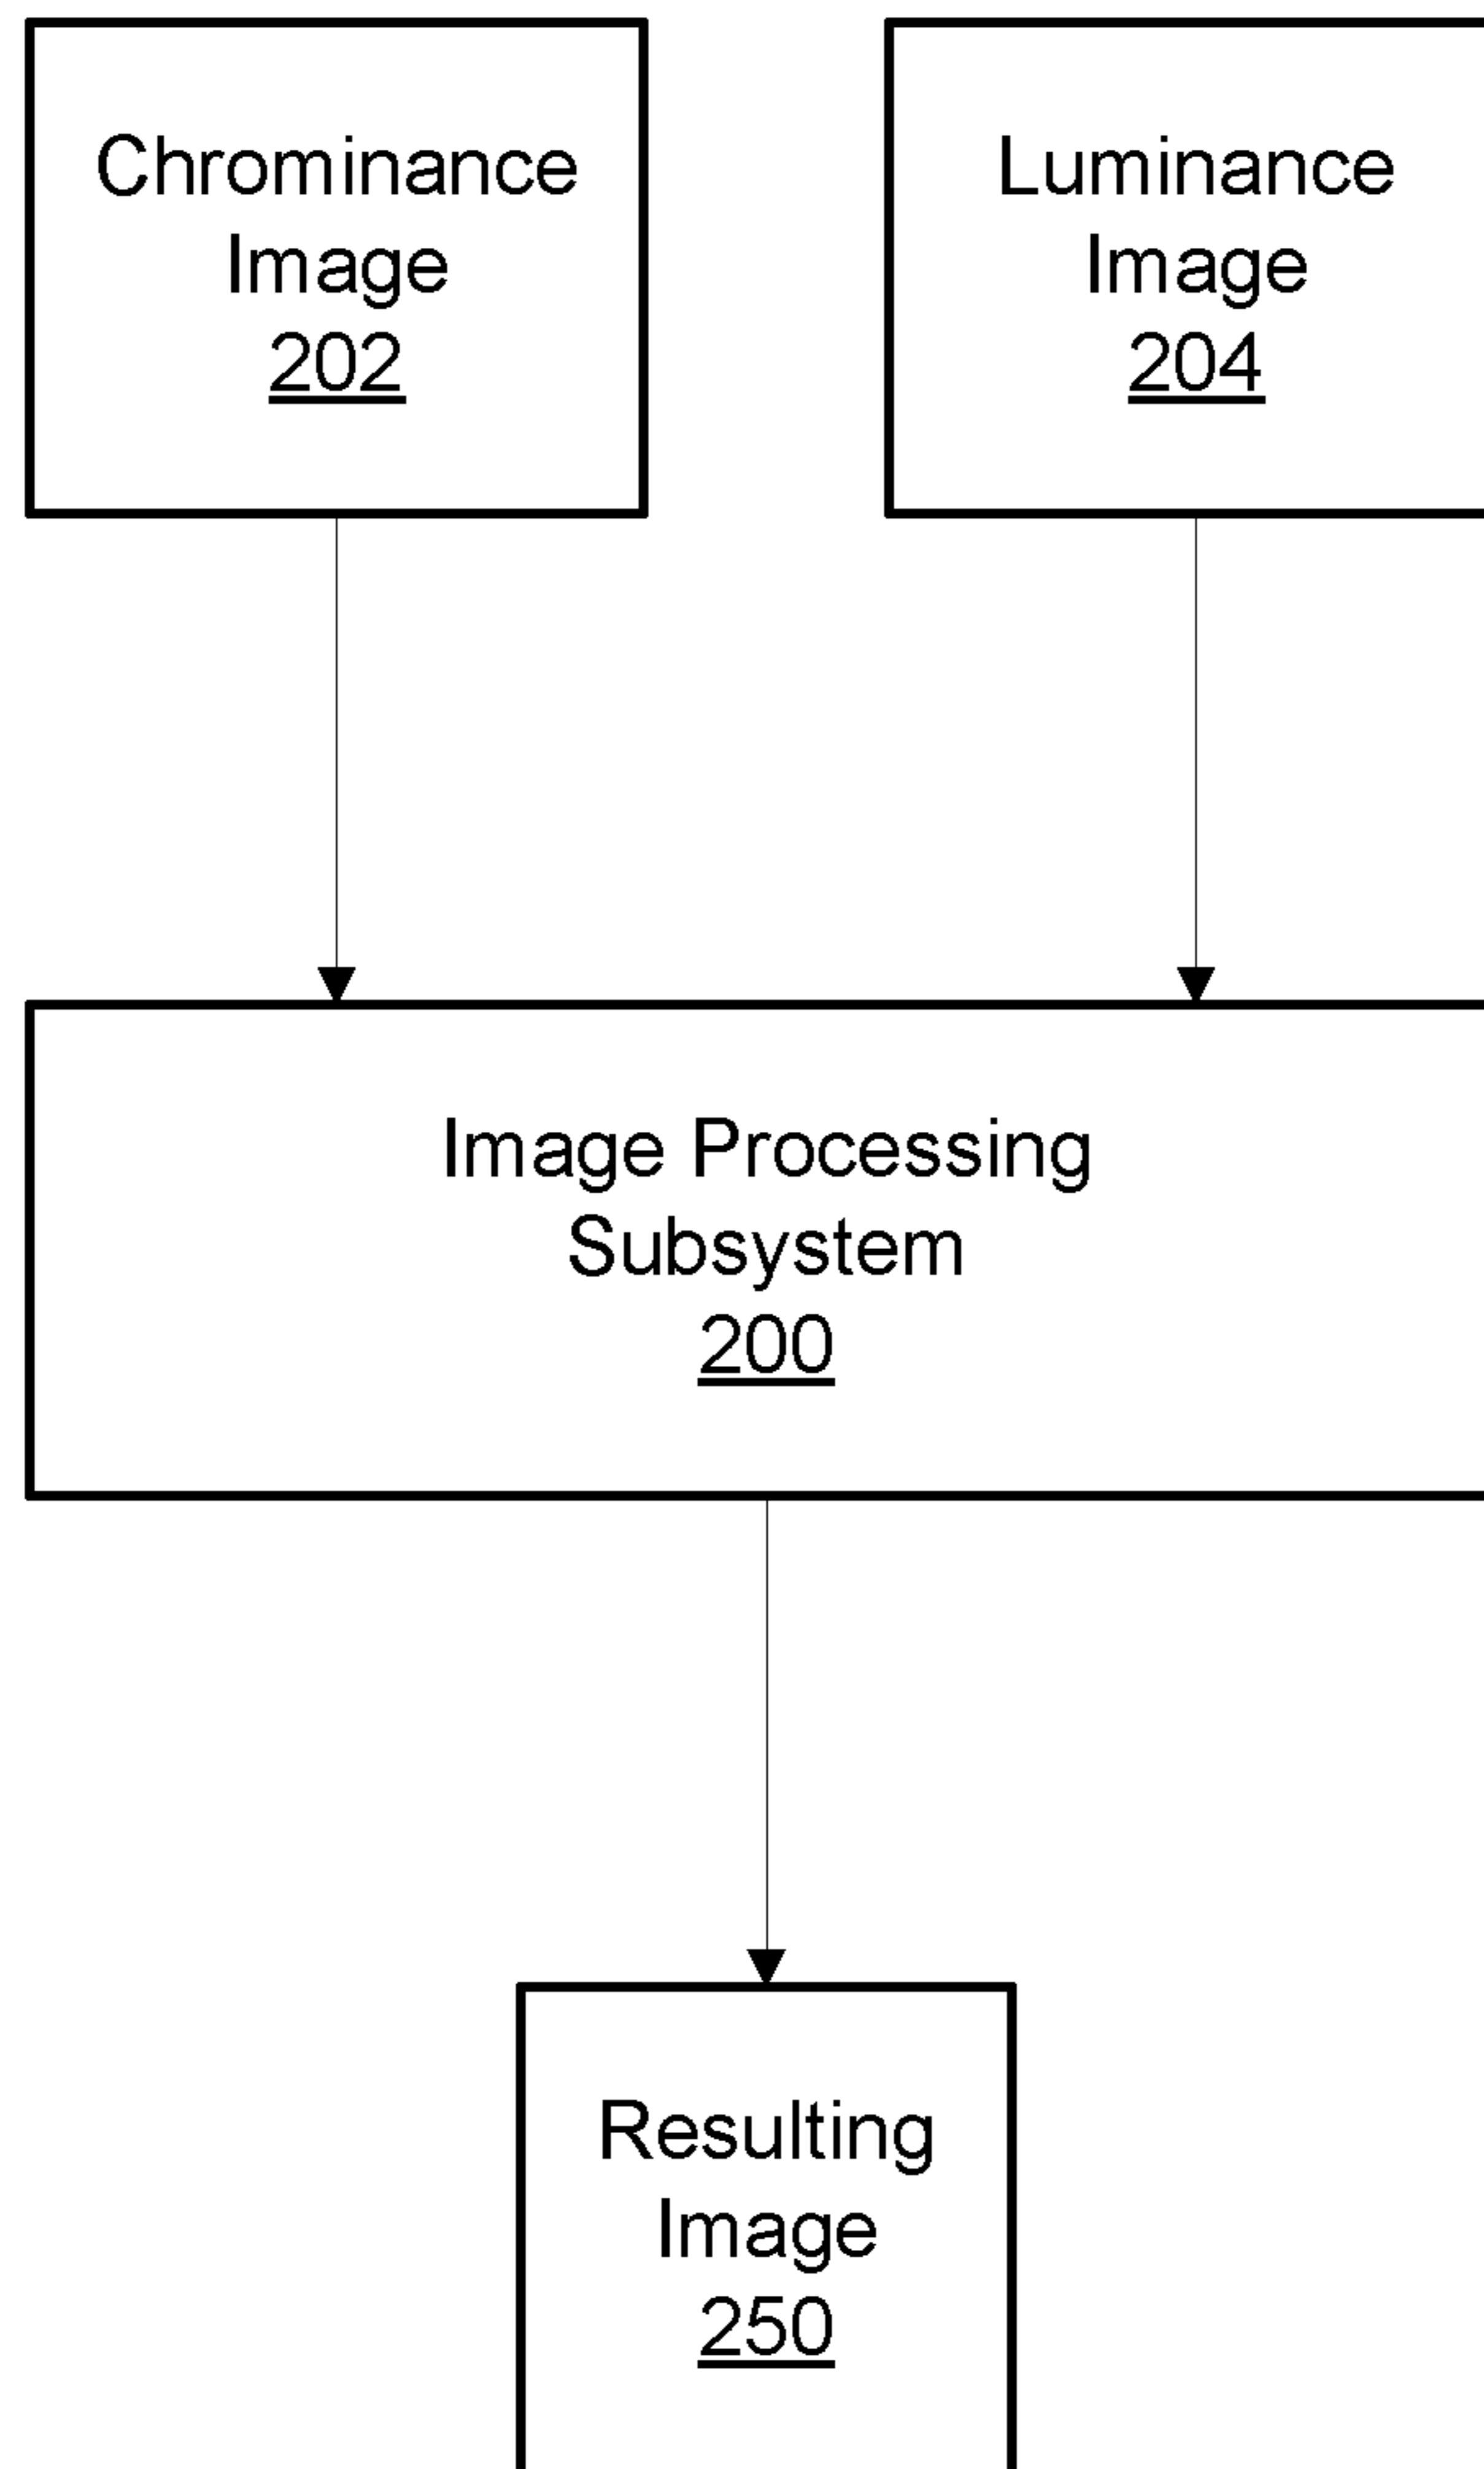 Chrominance
Image
202
Luminance
Image
204
Image Processing
Subsystem
200
Resulting
Image
250